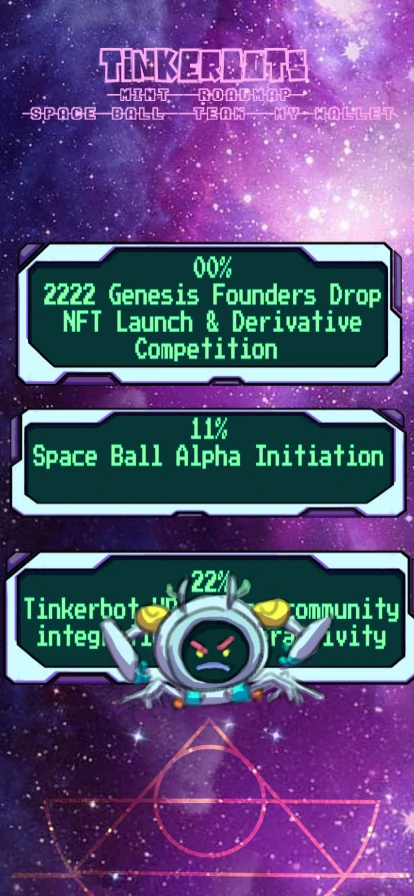 TINKERBOTS
MINT ROADMAP
SPACE BALL TEAM MY WALLET
00%
2222 Genesis Founders Drop
NFT Launch & Derivative
Competition
11%
Space Ball Alpha Initiation
22%
Tinkerbot